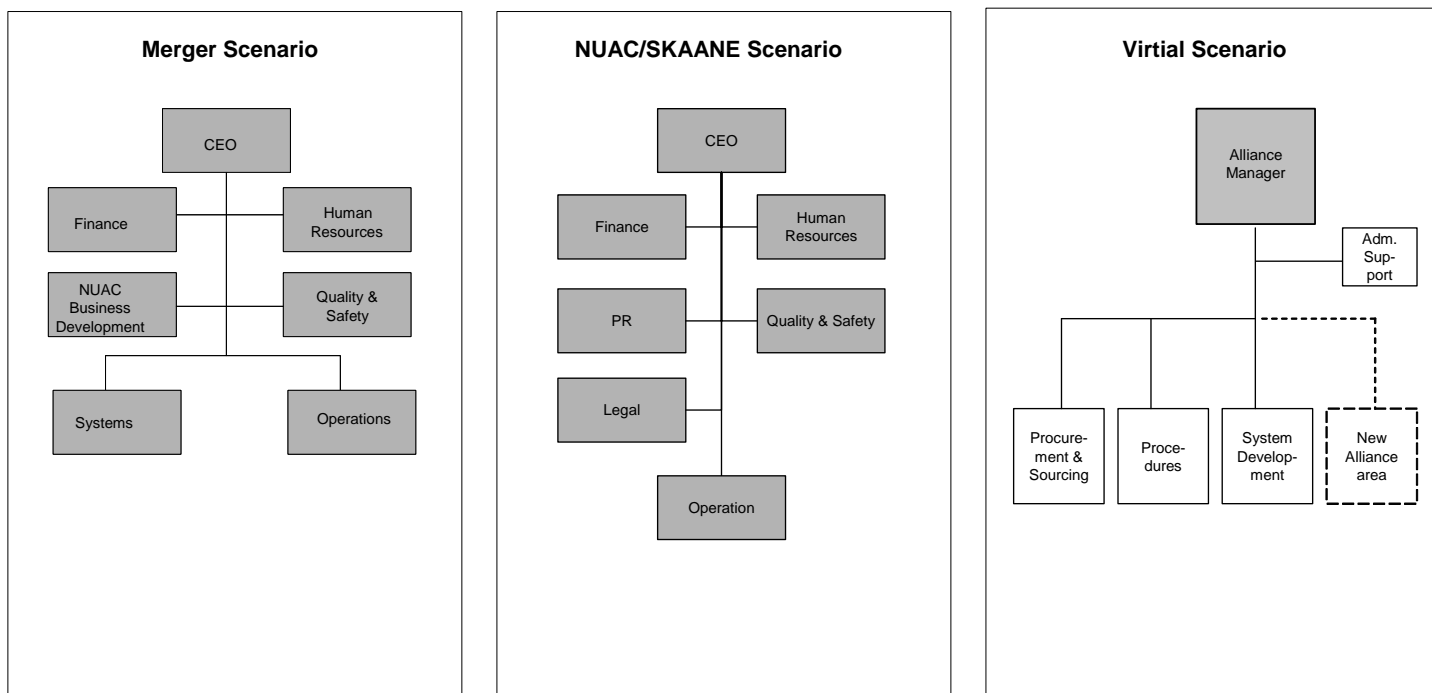 Merger Scenario
CEO
Finance
Human
Resources
NUAC
Business
Development
Quality &
Safety
Systems
Operations
NUAC/SKAANE Scenario
CEO
Finance
Human
Resources
PR
Quality & Safety
Legal
Operation
Virtial Scenario
Alliance
Manager
Adm.
Sup-
port
Procure-
ment &
Sourcing
Proce-
dures
System
Develop-
ment
New
Alliance
area